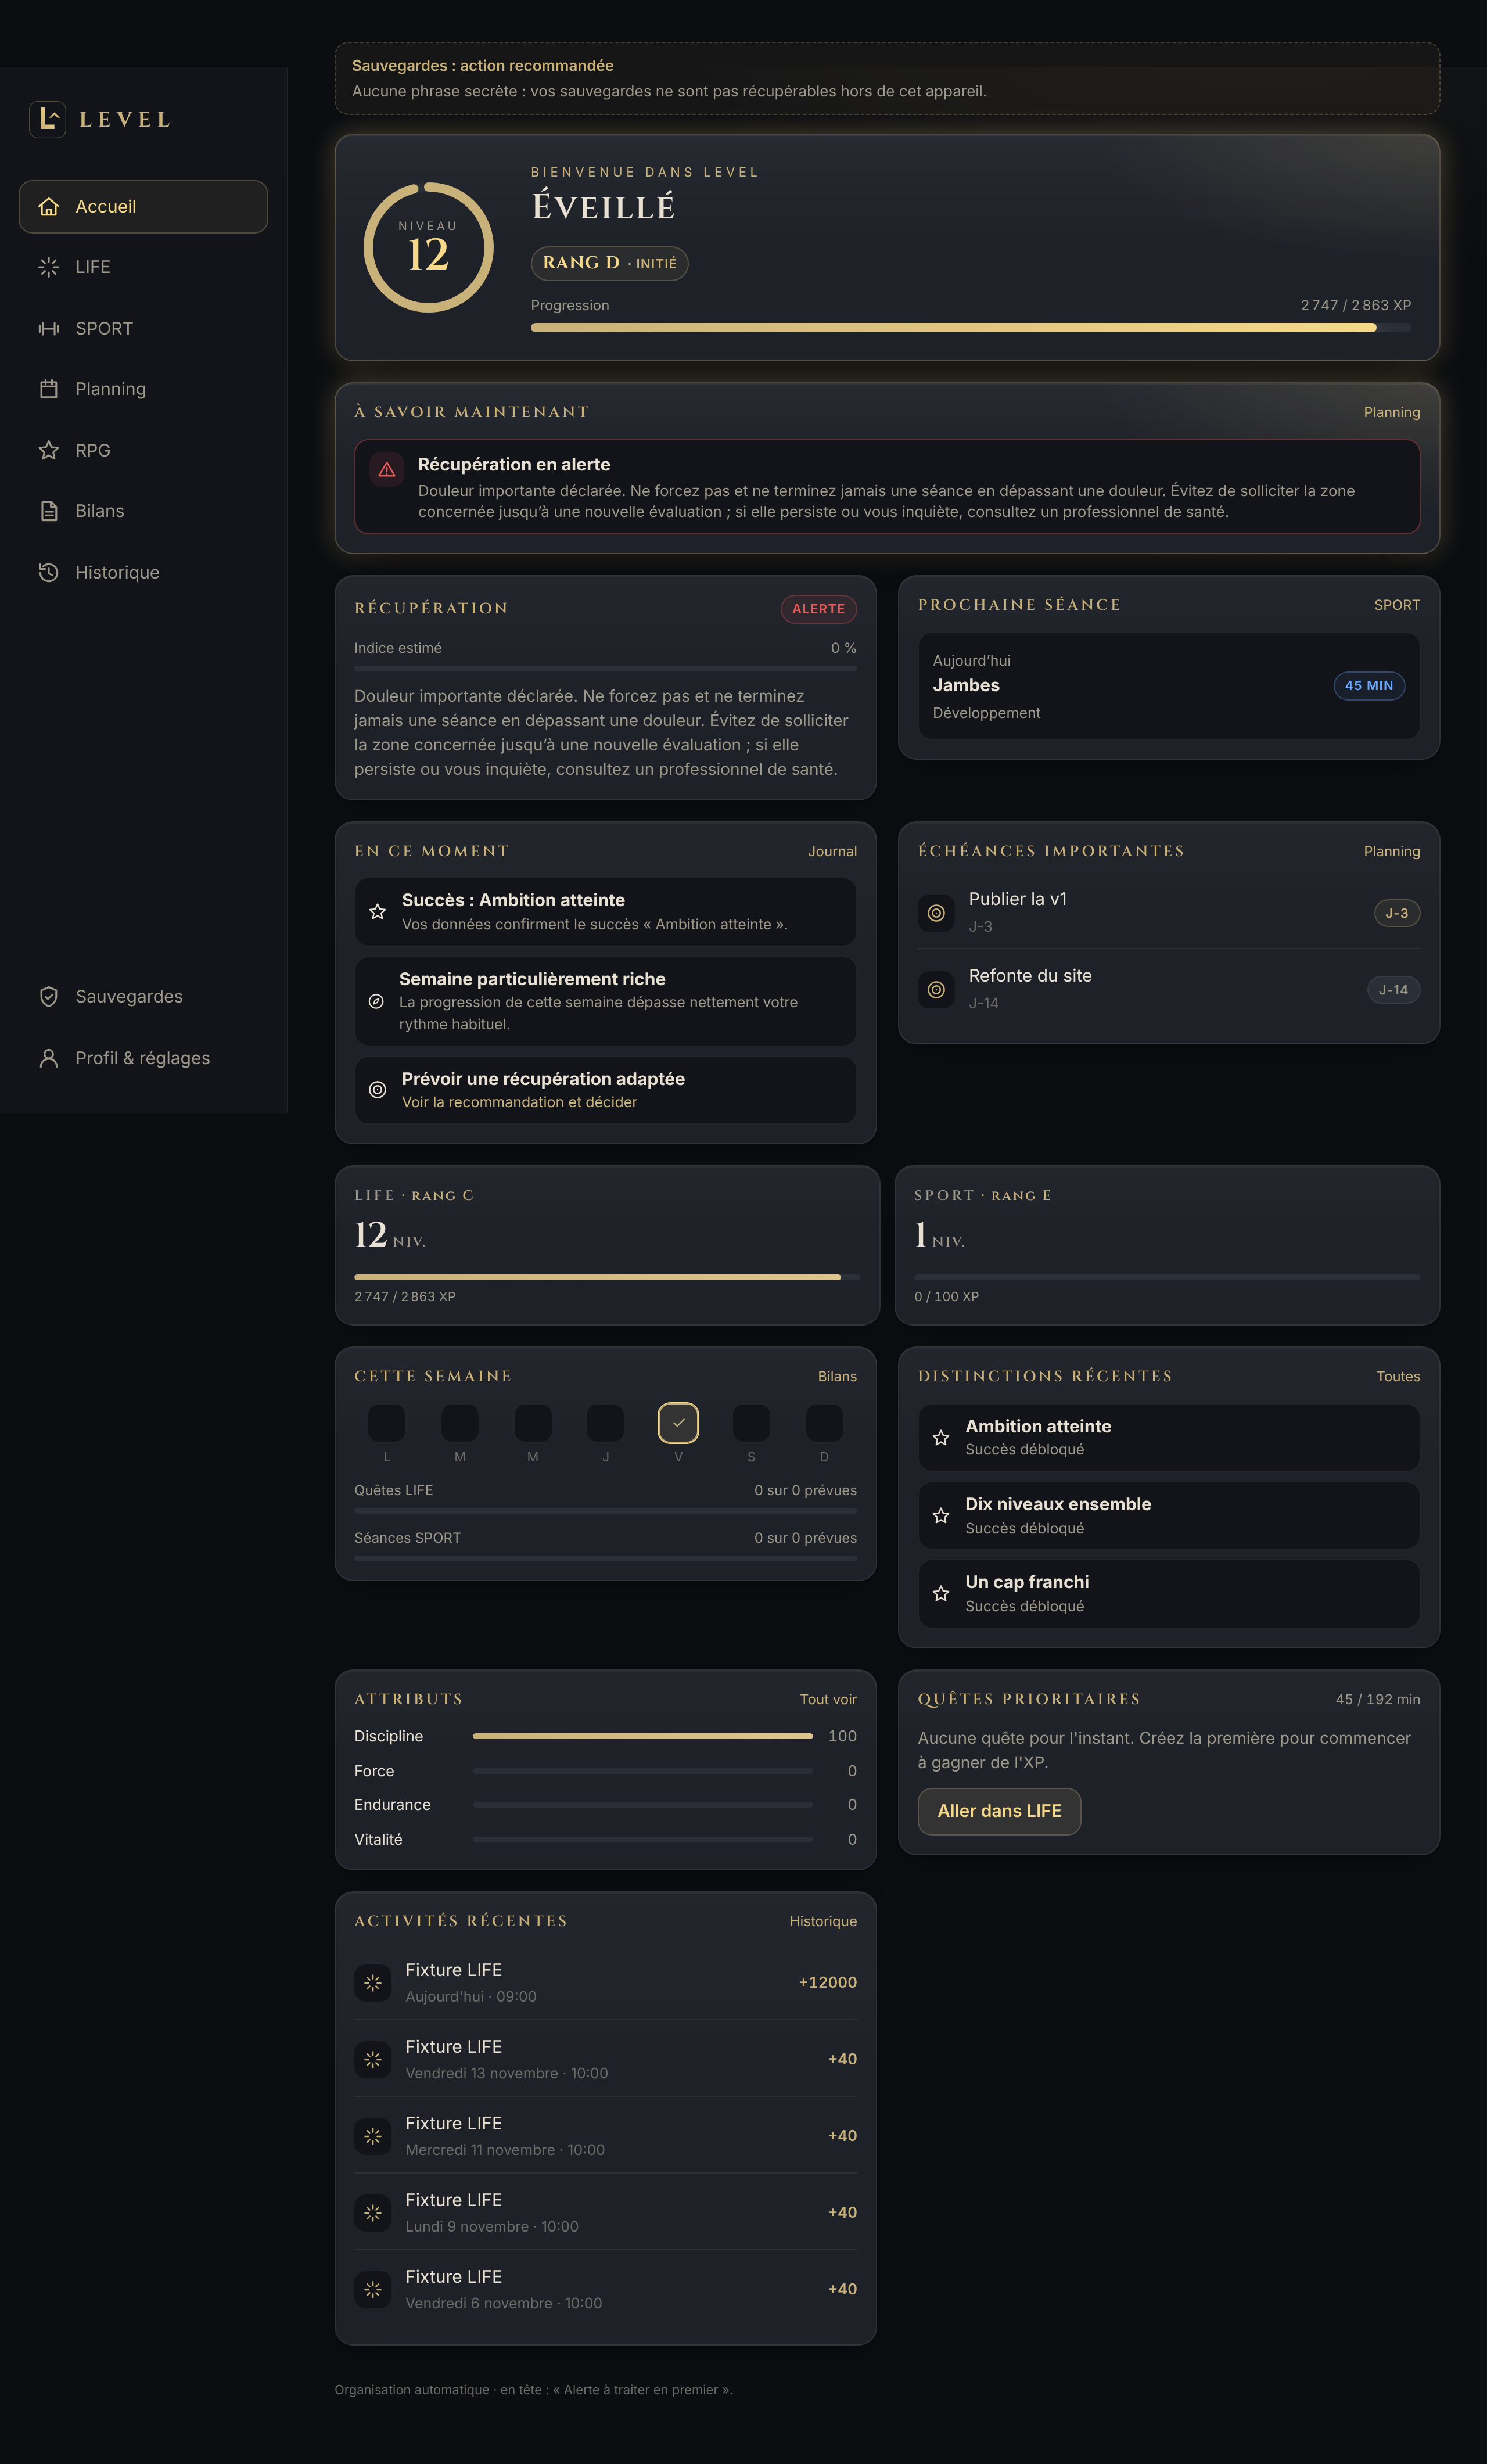 Sauvegardes : action recommandée
Aucune phrase secrète : vos sauvegardes ne sont pas récupérables hors de cet appareil.
LEVEL
Accueil
LIFE
SPORT
Planning
RPG
Bilans
Historique
Sauvegardes
Profil & réglages
BIENVENUE DANS LEVEL
ÉVEILLÉ
NIVEAU
12
RANG D · INITIÉ
Progression
2 747 / 2 863 XP
À SAVOIR MAINTENANT
Planning
Récupération en alerte
Douleur importante déclarée. Ne forcez pas et ne terminez jamais une séance en dépassant une douleur. Évitez de solliciter la zone
concernée jusqu’à une nouvelle évaluation ; si elle persiste ou vous inquiète, consultez un professionnel de santé.
RÉCUPÉRATION
ALERTE
Indice estimé
0 %
Douleur importante déclarée. Ne forcez pas et ne terminez
jamais une séance en dépassant une douleur. Évitez de solliciter
la zone concernée jusqu’à une nouvelle évaluation ; si elle
persiste ou vous inquiète, consultez un professionnel de santé.
PROCHAINE SÉANCE
SPORT
Aujourd’hui
Jambes
Développement
45 MIN
EN CE MOMENT
Journal
Succès : Ambition atteinte
Vos données confirment le succès « Ambition atteinte ».
Semaine particulièrement riche
La progression de cette semaine dépasse nettement votre
rythme habituel.
Prévoir une récupération adaptée
Voir la recommandation et décider
ÉCHÉANCES IMPORTANTES
Planning
Publier la v1
J-3
J-3
Refonte du site
J-14
J-14
LIFE · RANG C
12 NIV.
2 747 / 2 863 XP
SPORT · RANG E
1 NIV.
0 / 100 XP
CETTE SEMAINE
Bilans
L M M J V S D
Quêtes LIFE
0 sur 0 prévues
Séances SPORT
0 sur 0 prévues
DISTINCTIONS RÉCENTES
Toutes
Ambition atteinte
Succès débloqué
Dix niveaux ensemble
Succès débloqué
Un cap franchi
Succès débloqué
ATTRIBUTS
Tout voir
Discipline
100
Force
0
Endurance
0
Vitalité
0
QUÊTES PRIORITAIRES
45 / 192 min
Aucune quête pour l'instant. Créez la première pour commencer
à gagner de l'XP.
Aller dans LIFE
ACTIVITÉS RÉCENTES
Historique
Fixture LIFE
Aujourd'hui · 09:00
+12000
Fixture LIFE
Vendredi 13 novembre · 10:00
+40
Fixture LIFE
Mercredi 11 novembre · 10:00
+40
Fixture LIFE
Lundi 9 novembre · 10:00
+40
Fixture LIFE
Vendredi 6 novembre · 10:00
+40
Organisation automatique · en tête : « Alerte à traiter en premier ».